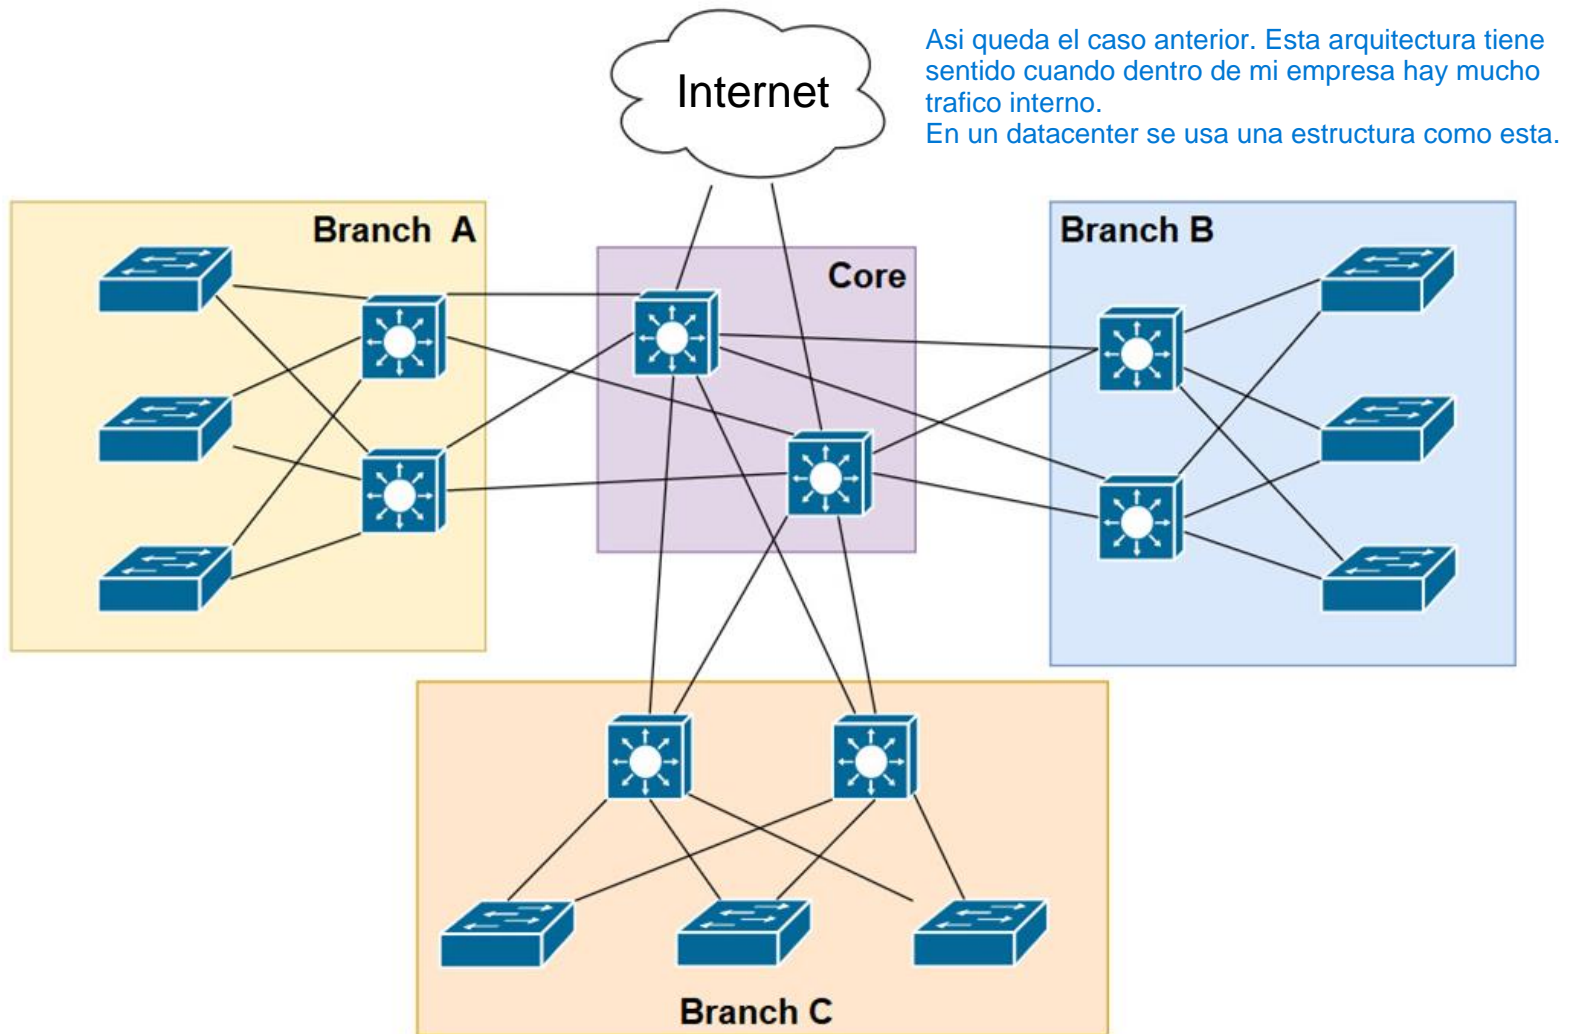 Internet
Asi queda el caso anterior. Esta arquitectura tiene
sentido cuando dentro de mi empresa hay mucho
trafico interno.
En un datacenter se usa una estructura como esta.
Branch A
Core
Branch B
Branch C